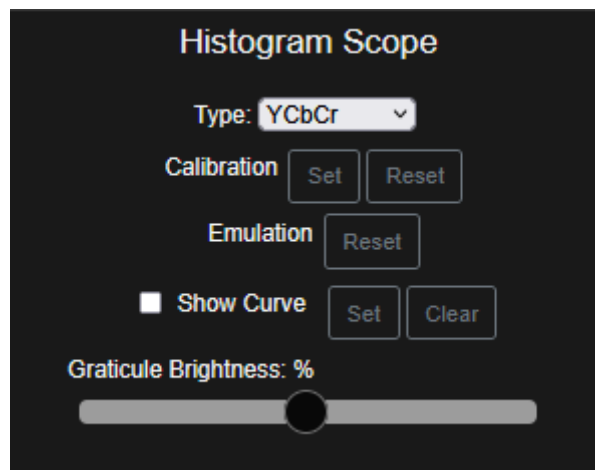 Histogram Scope
Type: YCbCr
Calibration Set Reset
Emulation Reset
Show Curve Set Clear
Graticule Brightness: %